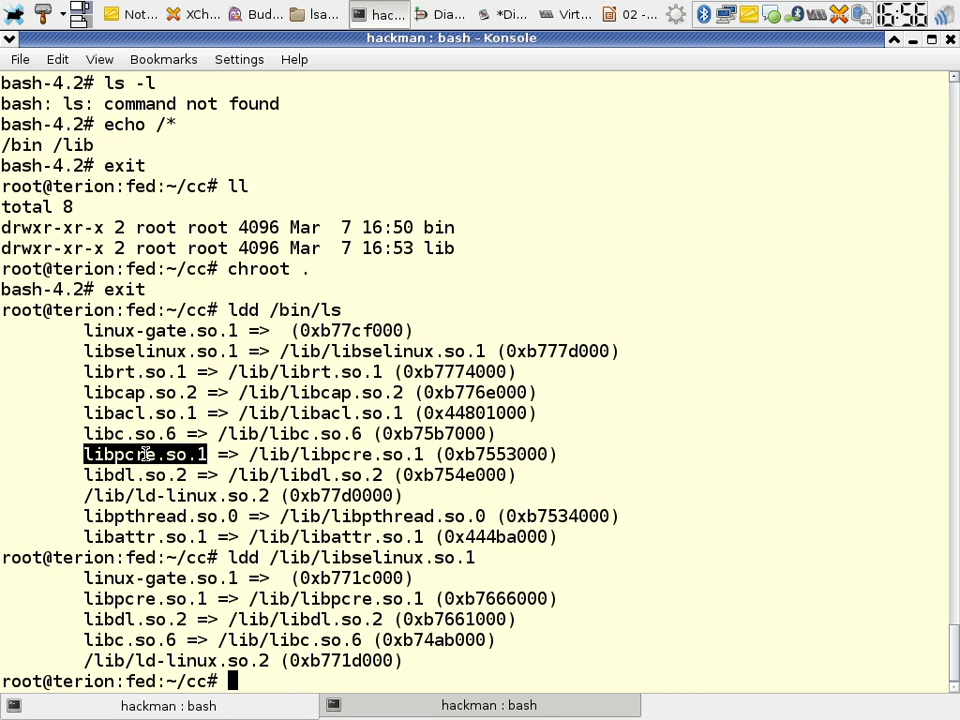 Not... XCh... Bud... lsa... hac... Dia... *Di... Virt... 02 -... 16:56
hackman : bash – Konsole
File Edit View Bookmarks Settings Help
bash-4.2# ls -l
bash: ls: command not found
bash-4.2# echo /*
/bin /lib
bash-4.2# exit
root@terion:fed:~/cc# ll
total 8
drwxr-xr-x 2 root root 4096 Mar  7 16:50 bin
drwxr-xr-x 2 root root 4096 Mar  7 16:53 lib
root@terion:fed:~/cc# chroot .
bash-4.2# exit
root@terion:fed:~/cc# ldd /bin/ls
linux-gate.so.1 =>  (0xb77cf000)
libselinux.so.1 => /lib/libselinux.so.1 (0xb777d000)
librt.so.1 => /lib/librt.so.1 (0xb7774000)
libcap.so.2 => /lib/libcap.so.2 (0xb776e000)
libacl.so.1 => /lib/libacl.so.1 (0x44801000)
libc.so.6 => /lib/libc.so.6 (0xb75b7000)
libpcre.so.1 => /lib/libpcre.so.1 (0xb7553000)
libdl.so.2 => /lib/libdl.so.2 (0xb754e000)
/lib/ld-linux.so.2 (0xb77d0000)
libpthread.so.0 => /lib/libpthread.so.0 (0xb7534000)
libattr.so.1 => /lib/libattr.so.1 (0x444ba000)
root@terion:fed:~/cc# ldd /lib/libselinux.so.1
linux-gate.so.1 =>  (0xb771c000)
libpcre.so.1 => /lib/libpcre.so.1 (0xb7666000)
libdl.so.2 => /lib/libdl.so.2 (0xb7661000)
libc.so.6 => /lib/libc.so.6 (0xb74ab000)
/lib/ld-linux.so.2 (0xb771d000)
root@terion:fed:~/cc#
hackman : bash hackman : bash